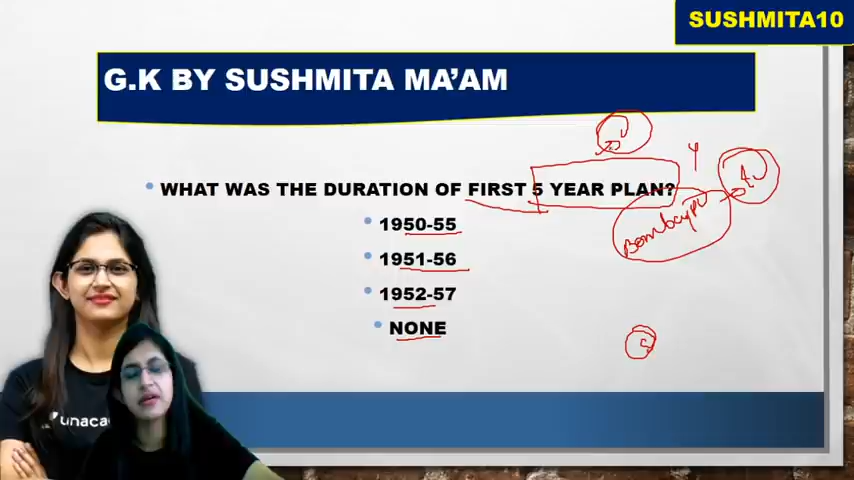 SUSHMITA10
G.K BY SUSHMITA MA'AM
• WHAT WAS THE DURATION OF FIRST 5 YEAR PLAN?
• 1950-55
• 1951-56
• 1952-57
• NONE
Bombay
unaca